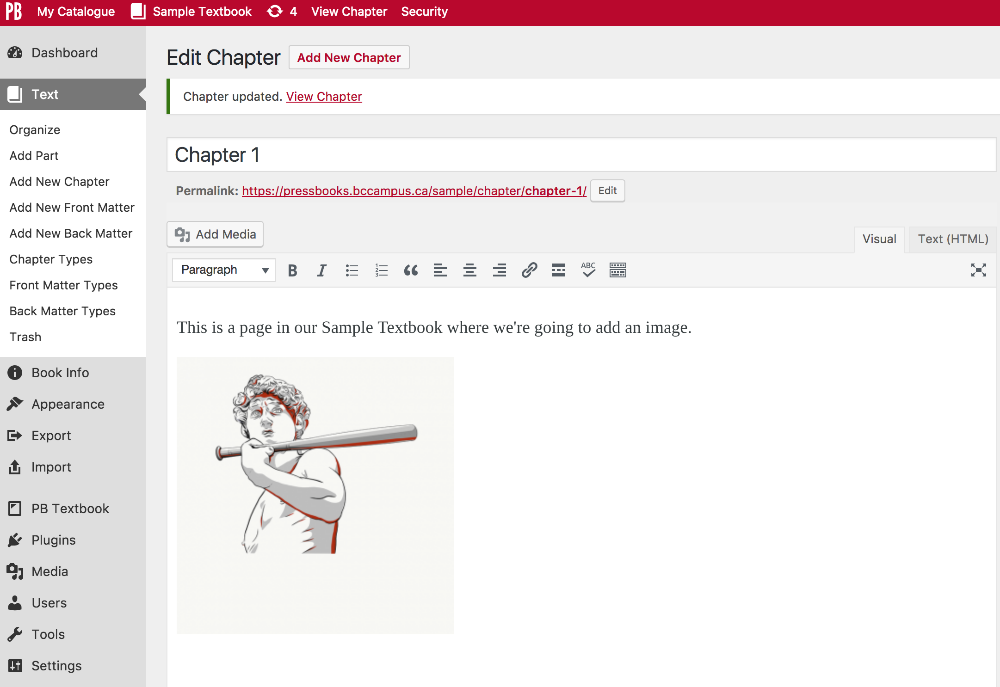 PB My Catalogue Sample Textbook 4 View Chapter Security
Dashboard
Text
Organize
Add Part
Add New Chapter
Add New Front Matter
Add New Back Matter
Chapter Types
Front Matter Types
Back Matter Types
Trash
Book Info
Appearance
Export
Import
PB Textbook
Plugins
Media
Users
Tools
Settings
Edit Chapter Add New Chapter
Chapter updated. View Chapter
Chapter 1
Permalink: https://pressbooks.bccampus.ca/sample/chapter/chapter-1/ Edit
Add Media Visual Text (HTML)
Paragraph B I 1 2 3 ABC
This is a page in our Sample Textbook where we're going to add an image.